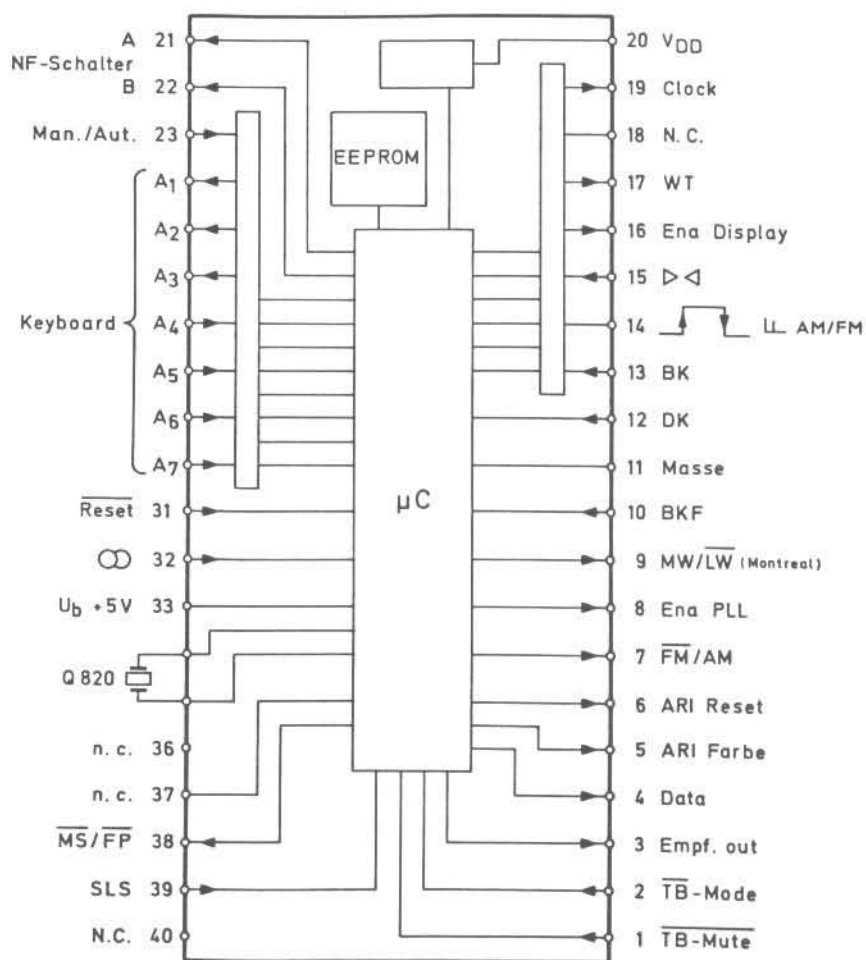 A 21
NF-Schalter
B 22
Man./Aut. 23
Keyboard
A1
A2
A3
A4
A5
A6
A7
Reset 31
32
Ub +5V 33
Q 820
n.c. 36
n.c. 37
MS/FP 38
SLS 39
N.C. 40
EEPROM
µC
20 VDD
19 Clock
18 N.C.
17 WT
16 Ena Display
15
14 AM/FM
13 BK
12 DK
11 Masse
10 BKF
9 MW/LW (Montreal)
8 Ena PLL
7 FM/AM
6 ARI Reset
5 ARI Farbe
4 Data
3 Empf. out
2 TB-Mode
1 TB-Mute